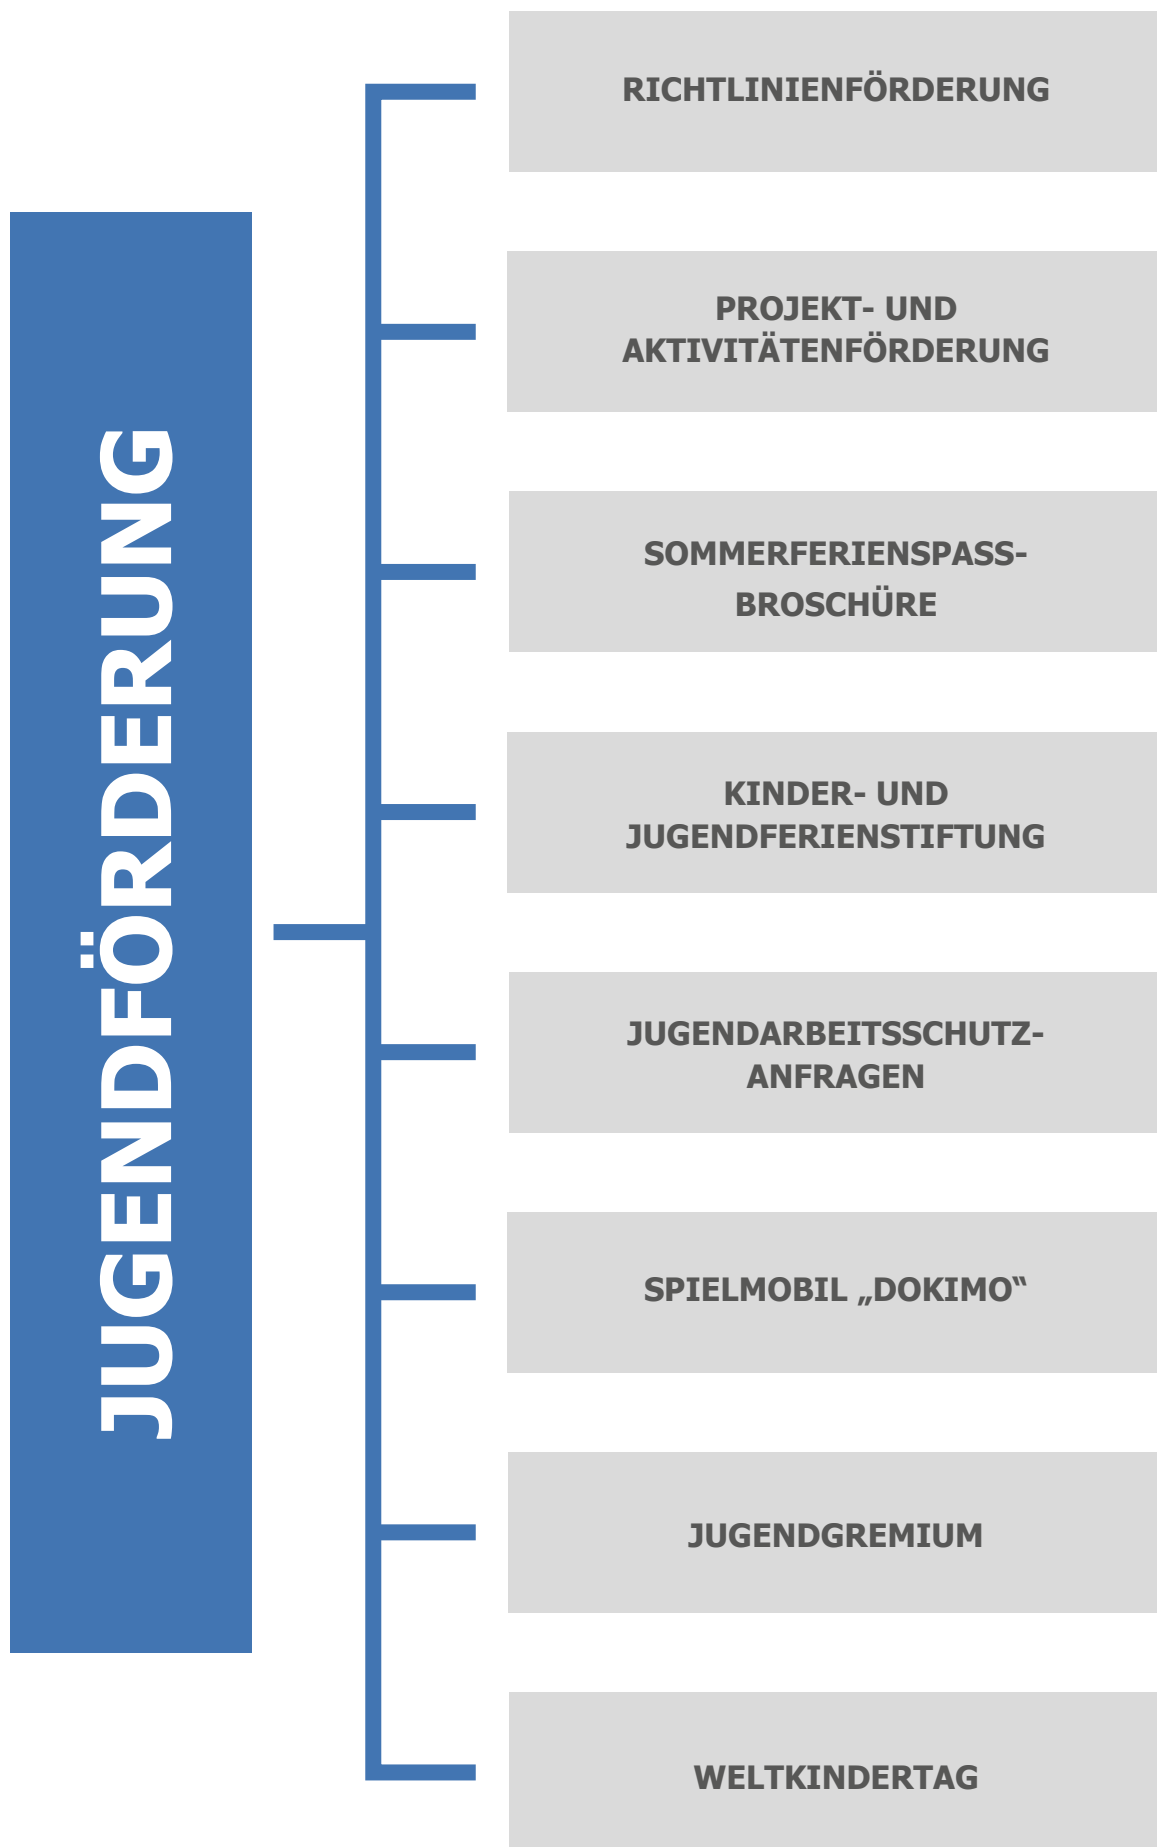 JUGENDFÖRDERUNG
RICHTLINIENFÖRDERUNG
PROJEKT- UND
AKTIVITÄTENFÖRDERUNG
SOMMERFERIENSPASS-
BROSCHÜRE
KINDER- UND
JUGENDFERIENSTIFTUNG
JUGENDARBEITSSCHUTZ-
ANFRAGEN
SPIELMOBIL „DOKIMO“
JUGENDGREMIUM
WELTKINDERTAG